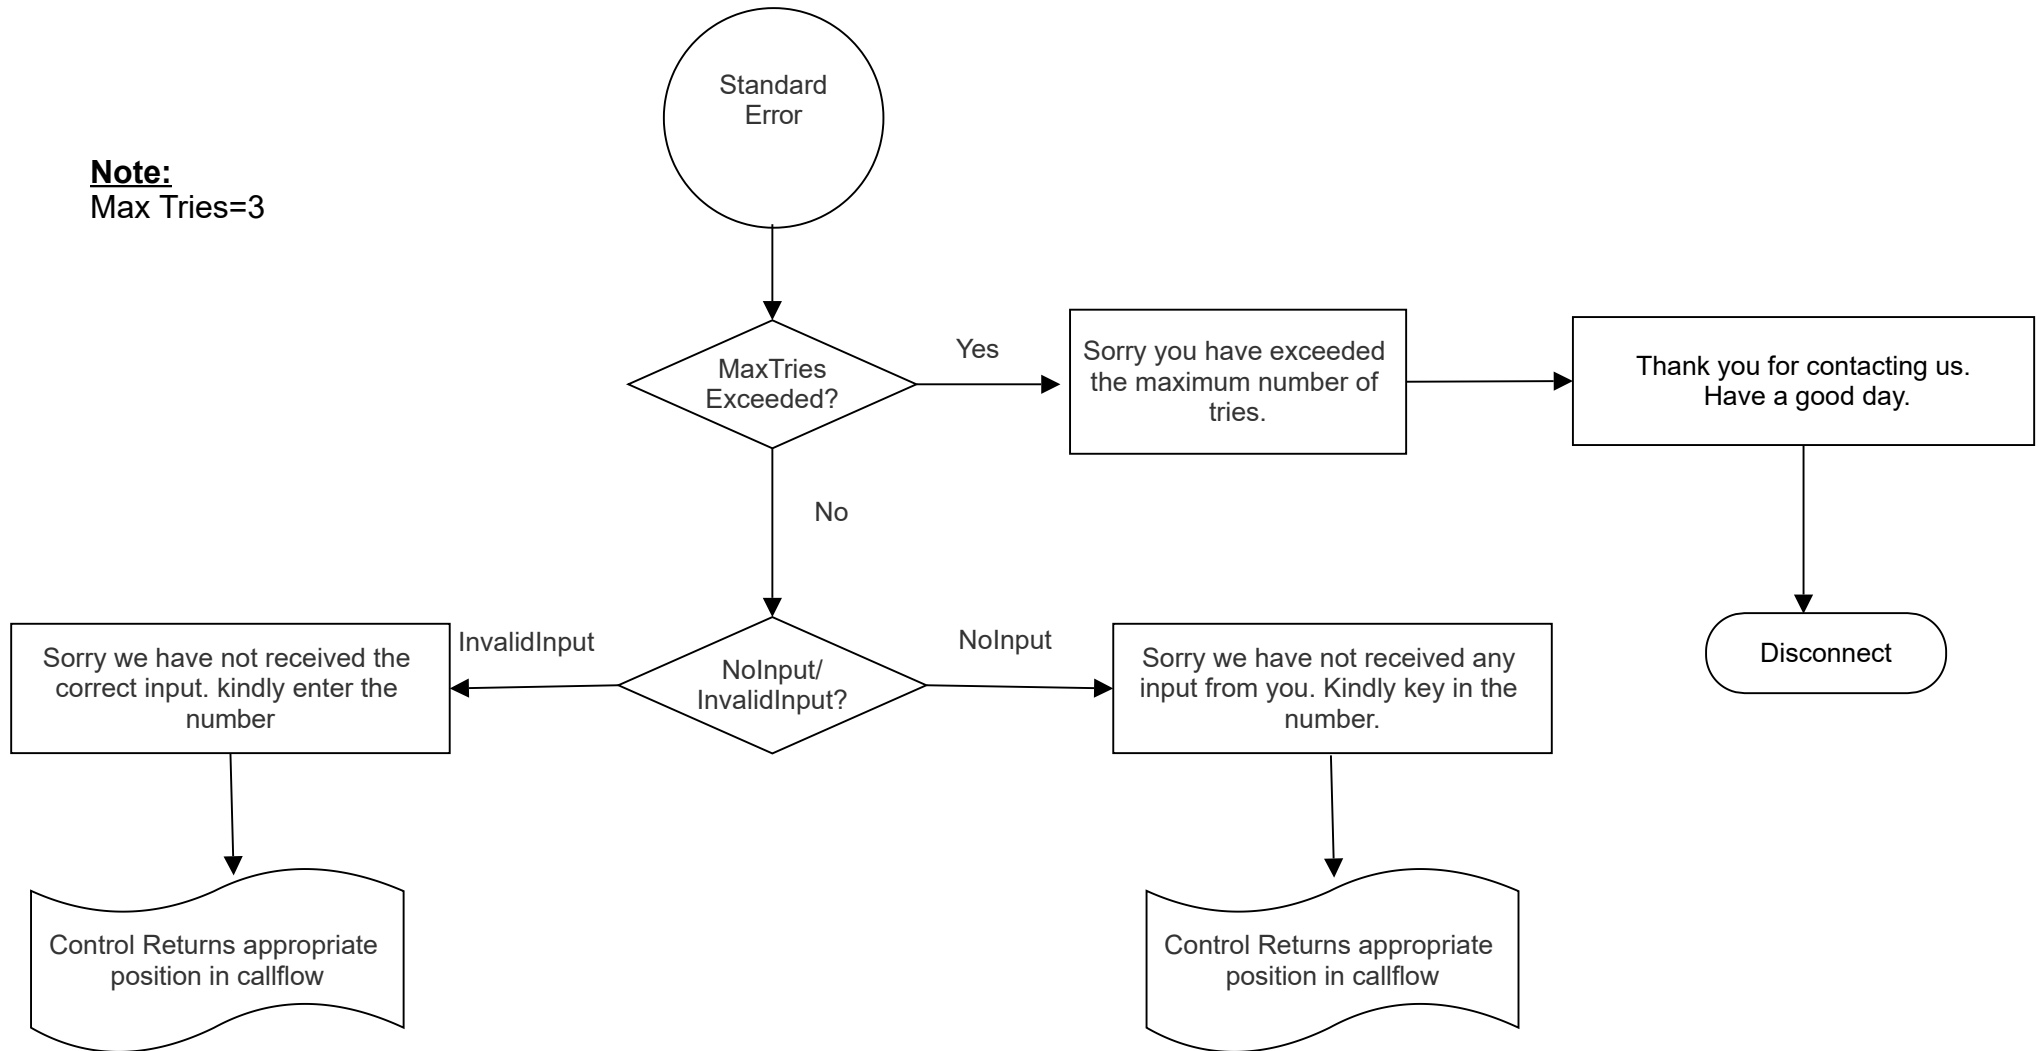 Standard
Error
Note:
Max Tries=3
MaxTries
Exceeded?
Yes
Sorry you have exceeded
the maximum number of
tries.
Thank you for contacting us.
Have a good day.
No
InvalidInput
NoInput
Sorry we have not received the
correct input. kindly enter the
number
NoInput/
InvalidInput?
Sorry we have not received any
input from you. Kindly key in the
number.
Disconnect
Control Returns appropriate
position in callflow
Control Returns appropriate
position in callflow